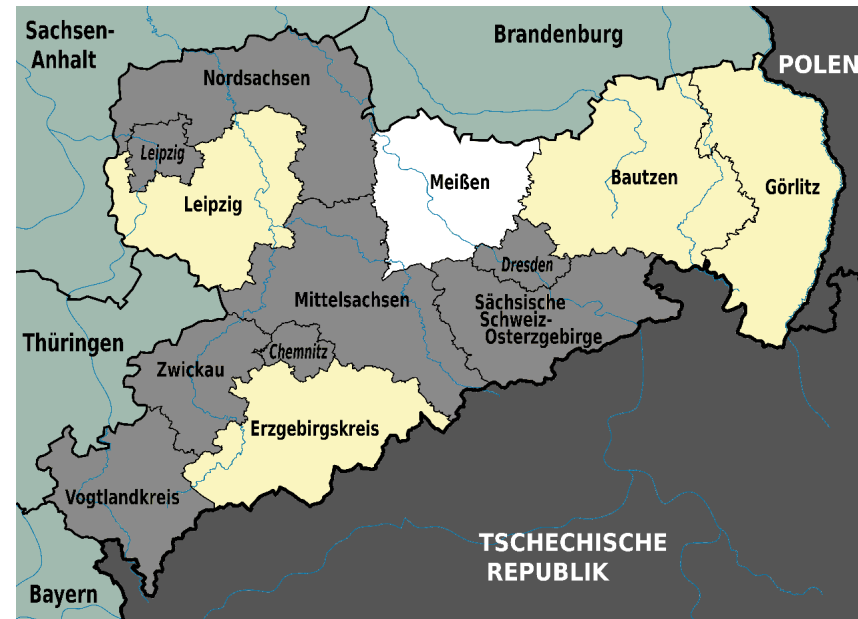 Sachsen-
Anhalt
Brandenburg
POLEN
Nordsachsen
Leipzig
Leipzig
Meißen
Bautzen
Görlitz
Dresden
Mittelsachsen
Sächsische
Schweiz-
Osterzgebirge
Thüringen
Chemnitz
Zwickau
Erzgebirgskreis
Vogtlandkreis
TSCHECHISCHE
REPUBLIK
Bayern